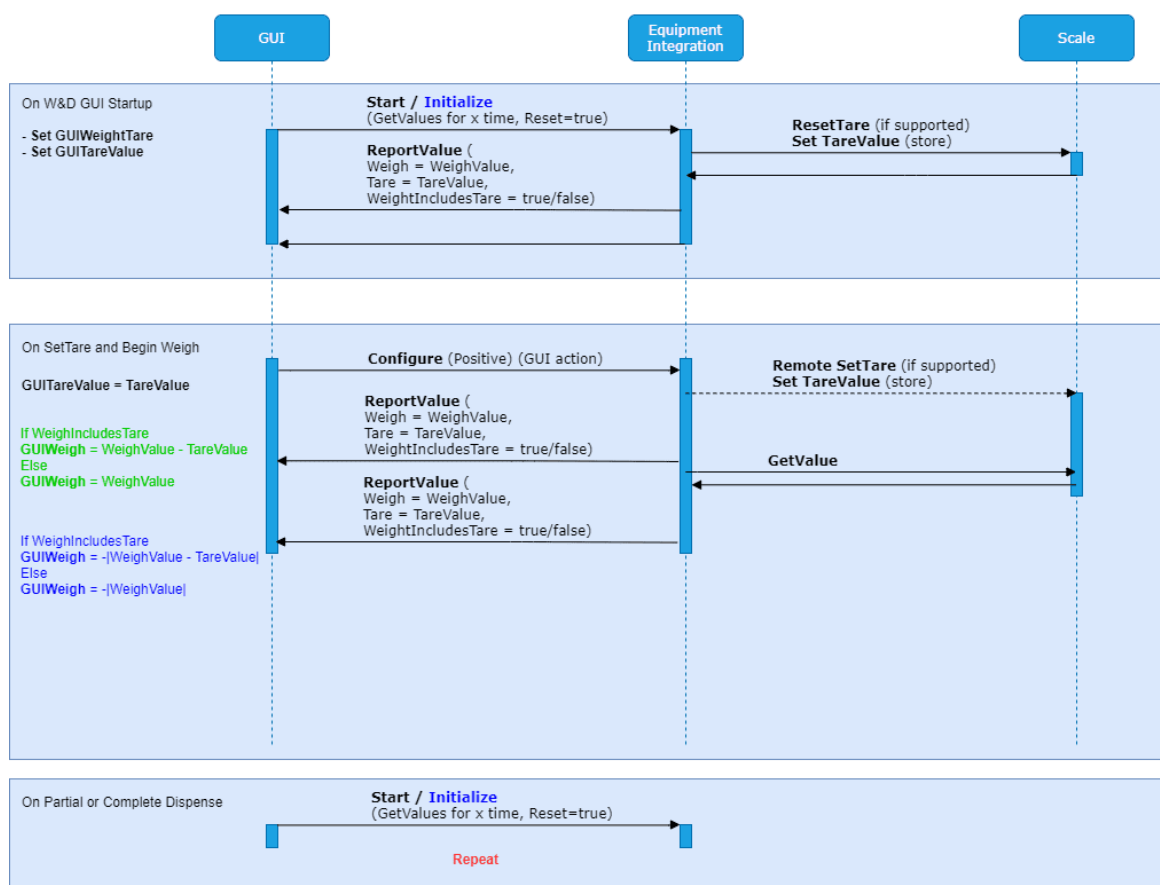 GUI
Equipment
Integration
Scale
On W&D GUI Startup
- Set GUIWeightTare
- Set GUITareValue
Start / Initialize
(GetValues for x time, Reset=true)
ResetTare (if supported)
Set TareValue (store)
ReportValue (
Weigh = WeighValue,
Tare = TareValue,
WeightIncludesTare = true/false)
On SetTare and Begin Weigh
GUITareValue = TareValue
If WeighIncludesTare
GUIWeigh = WeighValue - TareValue
Else
GUIWeigh = WeighValue
If WeighIncludesTare
GUIWeigh = -|WeighValue - TareValue|
Else
GUIWeigh = -|WeighValue|
Configure (Positive) (GUI action)
Remote SetTare (if supported)
Set TareValue (store)
ReportValue (
Weigh = WeighValue,
Tare = TareValue,
WeightIncludesTare = true/false)
GetValue
ReportValue (
Weigh = WeighValue,
Tare = TareValue,
WeightIncludesTare = true/false)
On Partial or Complete Dispense
Start / Initialize
(GetValues for x time, Reset=true)
Repeat